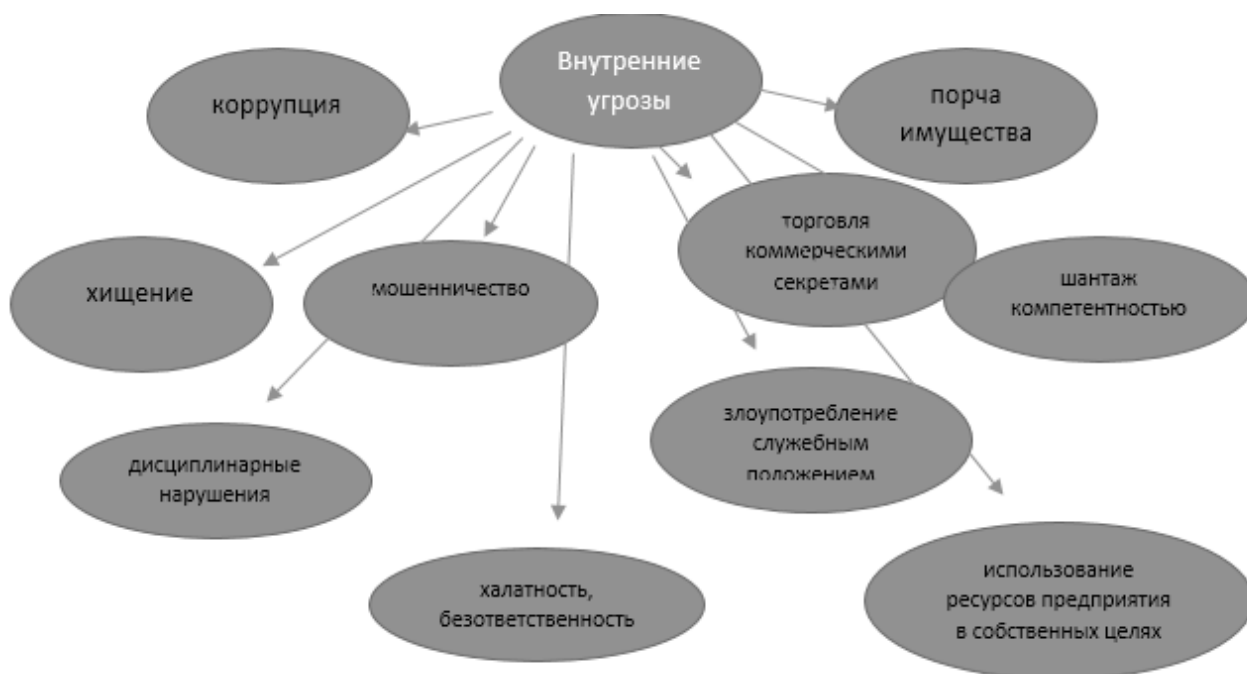 Внутренние
угрозы
коррупция
порча
имущества
торговля
коммерческими
секретами
хищение
мошенничество
шантаж
компетентностью
злоупотребление
служебным
положением
дисциплинарные
нарушения
халатность,
безответственность
использование
ресурсов предприятия
в собственных целях